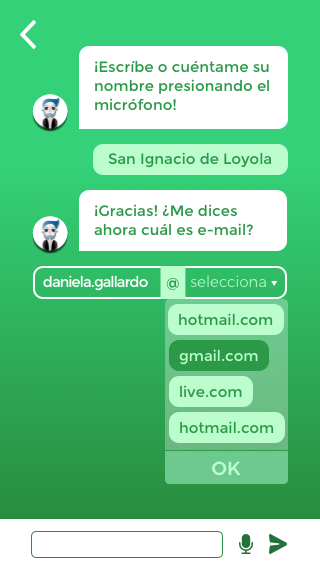 ¡Escríbe o cuéntame su
nombre presionando el
micrófono!
San Ignacio de Loyola
¡Gracias! ¿Me dices
ahora cuál es e-mail?
daniela.gallardo @ selecciona
hotmail.com
gmail.com
live.com
hotmail.com
OK